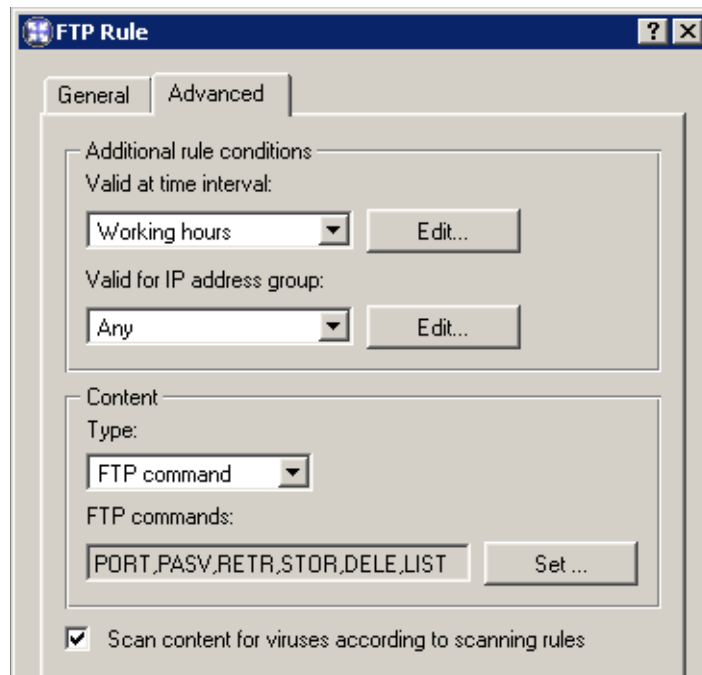 FTP Rule
General Advanced
Additional rule conditions
Valid at time interval:
Working hours Edit...
Valid for IP address group:
Any Edit...
Content
Type:
FTP command
FTP commands:
PORT,PASV,RETR,STOR,DELE,LIST Set ...
Scan content for viruses according to scanning rules